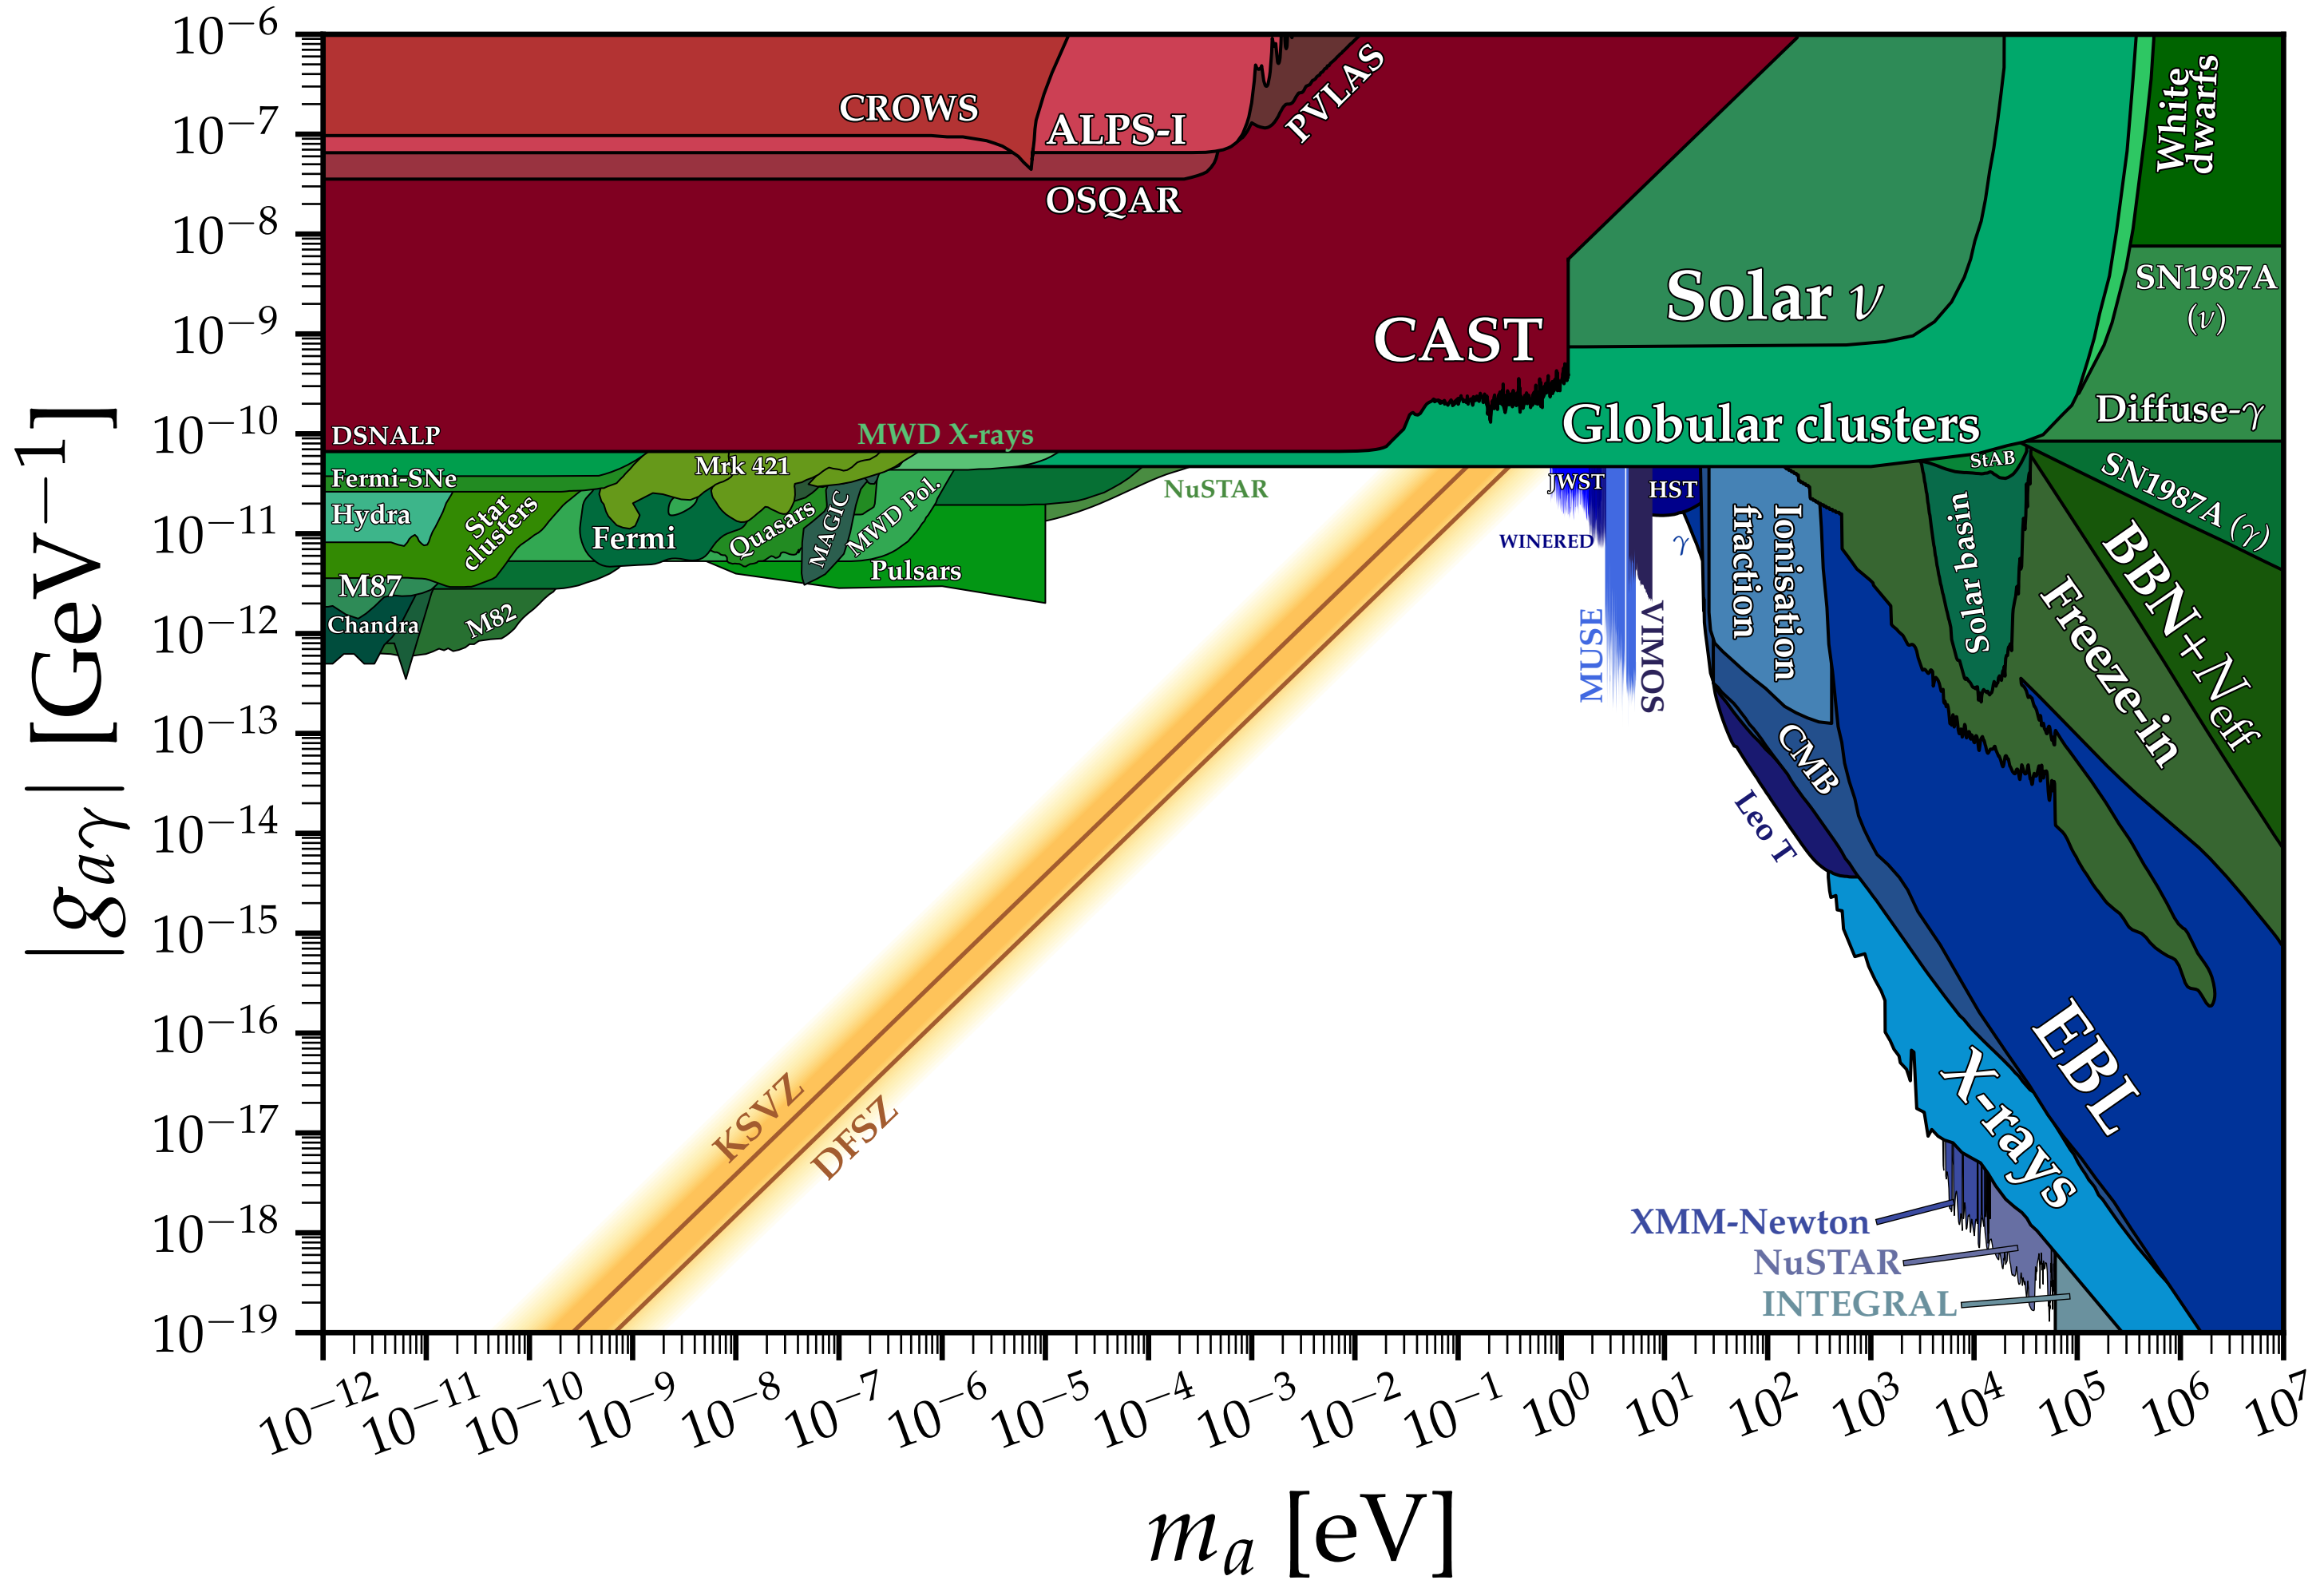 10−6
10−7
10−8
10−9
10−10
10−11
10−12
10−13
10−14
10−15
10−16
10−17
10−18
10−19
|gaγ| [GeV−1]
CROWS
ALPS-I
OSQAR
PVLAS
CAST
Solar ν
Globular clusters
White
dwarfs
SN1987A
(ν)
Diffuse-γ
SN1987A (γ)
StAB
DSNALP
Fermi-SNe
Hydra
Star
clusters
M87
Chandra
M82
Mrk 421
MWD X-rays
Fermi
Quasars
MAGIC
MWD Pol.
Pulsars
NuSTAR
JWST
WINERED
MUSE
VIMOS
HST
γ
Ionisation
fraction
Solar basin
Freeze-in
BBN+Neff
CMB
Leo T
EBL
X-rays
KSVZ
DFSZ
XMM-Newton
NuSTAR
INTEGRAL
10−12
10−11
10−10
10−9
10−8
10−7
10−6
10−5
10−4
10−3
10−2
10−1
100
101
102
103
104
105
106
107
ma [eV]